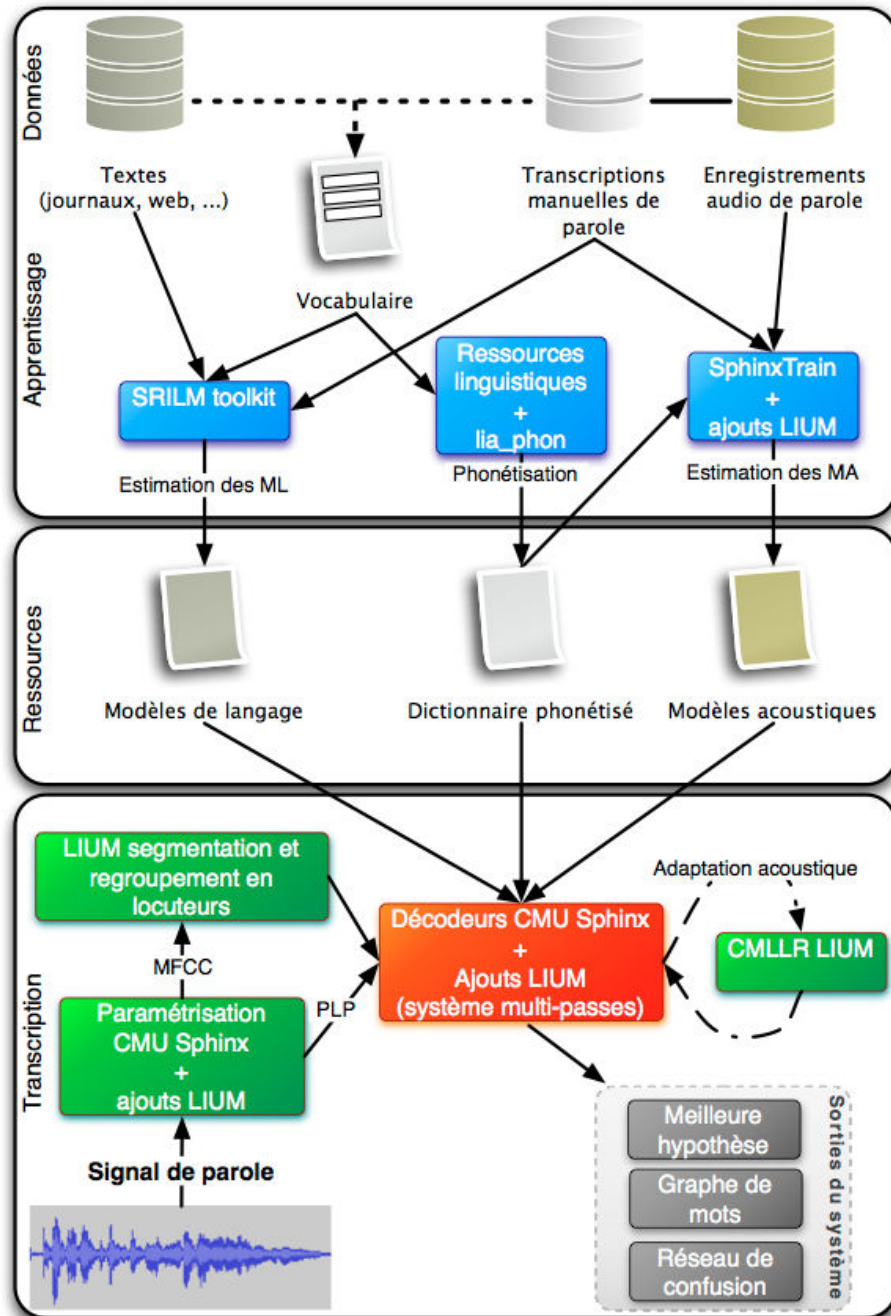 Données
Textes
(journaux, web, ...)
Transcriptions
manuelles de
parole
Enregistrements
audio de parole
Apprentissage
Vocabulaire
SRILM toolkit
Ressources
linguistiques
+
lia_phon
SphinxTrain
+
ajouts LIUM
Estimation des ML
Phonétisation
Estimation des MA
Ressources
Modèles de langage
Dictionnaire phonétisé
Modèles acoustiques
Transcription
LIUM segmentation et
regroupement en
locuteurs
MFCC
Paramétrisation
CMU Sphinx
+
ajouts LIUM
PLP
Signal de parole
Décodeurs CMU Sphinx
+
Ajouts LIUM
(système multi-passes)
Adaptation acoustique
CMLLR LIUM
Sorties du système
Meilleure
hypothèse
Graphe de
mots
Réseau de
confusion